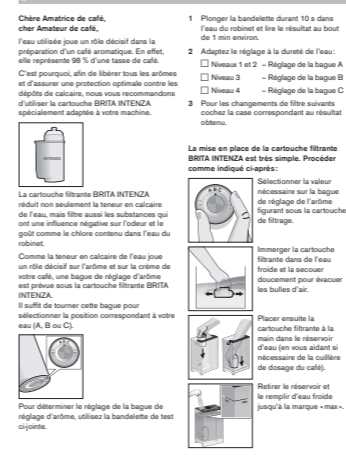 Chère Amatrice de café,
cher Amateur de café,
l'eau utilisée joue un rôle décisif dans la
préparation d'un café aromatique. En effet,
elle représente 98 % d'une tasse de café.
C'est pourquoi, afin de libérer tous les arômes
et d'assurer une protection optimale contre les
dépôts de calcaire, nous vous recommandons
d'utiliser la cartouche BRITA INTENZA
spécialement adaptée à votre machine.
INTENZA
La cartouche filtrante BRITA INTENZA
réduit non seulement la teneur en calcaire
de l'eau, mais filtre aussi les substances qui
ont une influence négative sur l'odeur et le
goût comme le chlore contenu dans l'eau du
robinet.
Comme la teneur en calcaire de l'eau joue
un rôle décisif sur l'arôme et sur la crème de
votre café, une bague de réglage d'arôme
est prévue sous la cartouche filtrante BRITA
INTENZA.
Il suffit de tourner cette bague pour
sélectionner la position correspondant à votre
eau (A, B ou C).
Pour déterminer le réglage de la bague de
réglage d'arôme, utilisez la bandelette de test
ci-jointe.
1 Plonger la bandelette durant 10 s dans
l'eau du robinet et lire le résultat au bout
de 1 min environ.
2 Adaptez le réglage à la dureté de l'eau :
Niveaux 1 et 2 – Réglage de la bague A
Niveau 3 – Réglage de la bague B
Niveau 4 – Réglage de la bague C
3 Pour les changements de filtre suivants
cochez la case correspondant au résultat
obtenu.
La mise en place de la cartouche filtrante
BRITA INTENZA est très simple. Procéder
comme indiqué ci-après :
A B C
Sélectionner la valeur
nécessaire sur la bague
de réglage de l'arôme
figurant sous la cartouche
de filtrage.
Immerger la cartouche
filtrante dans de l'eau
froide et la secouer
doucement pour évacuer
les bulles d'air.
Placer ensuite la
cartouche filtrante à la
main dans le réservoir
d'eau (en vous aidant si
nécessaire de la cuillère
de dosage du café).
Retirer le réservoir et
le remplir d'eau froide
jusqu'à la marque « max ».